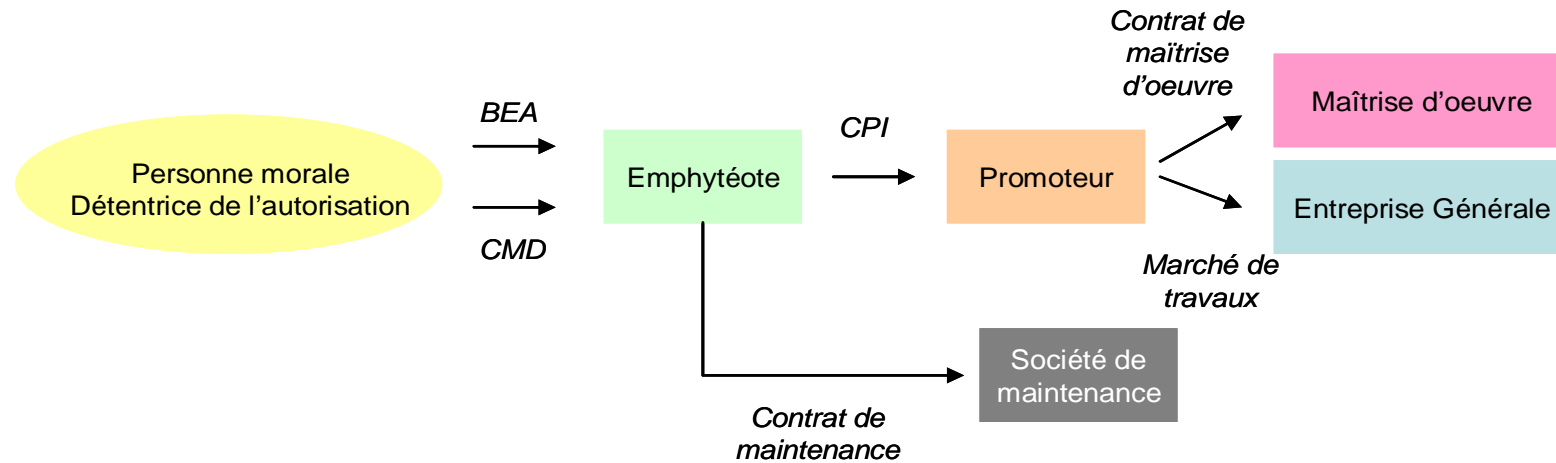 Personne morale
Détentrice de l'autorisation
BEA
CMD
Emphytéote
CPI
Promoteur
Contrat de
maïtrise
d'oeuvre
Maîtrise d'oeuvre
Entreprise Générale
Marché de
travaux
Société de
maintenance
Contrat de
maintenance